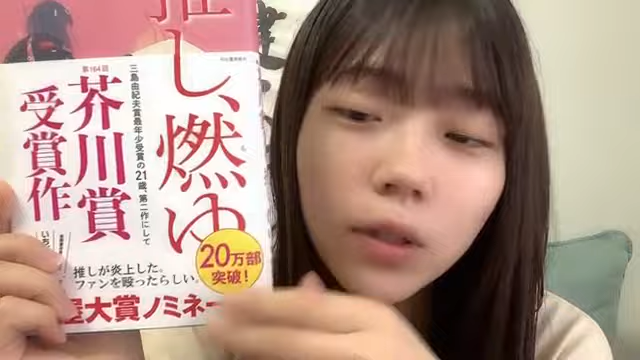 推し、燃ゆ
三島由紀夫賞最年少受賞の21歳、第二作にして
第164回
芥川賞
受賞作
20万部
突破!
推しが炎上した。
ファンを殴ったらしい。
屋大賞ノミネー